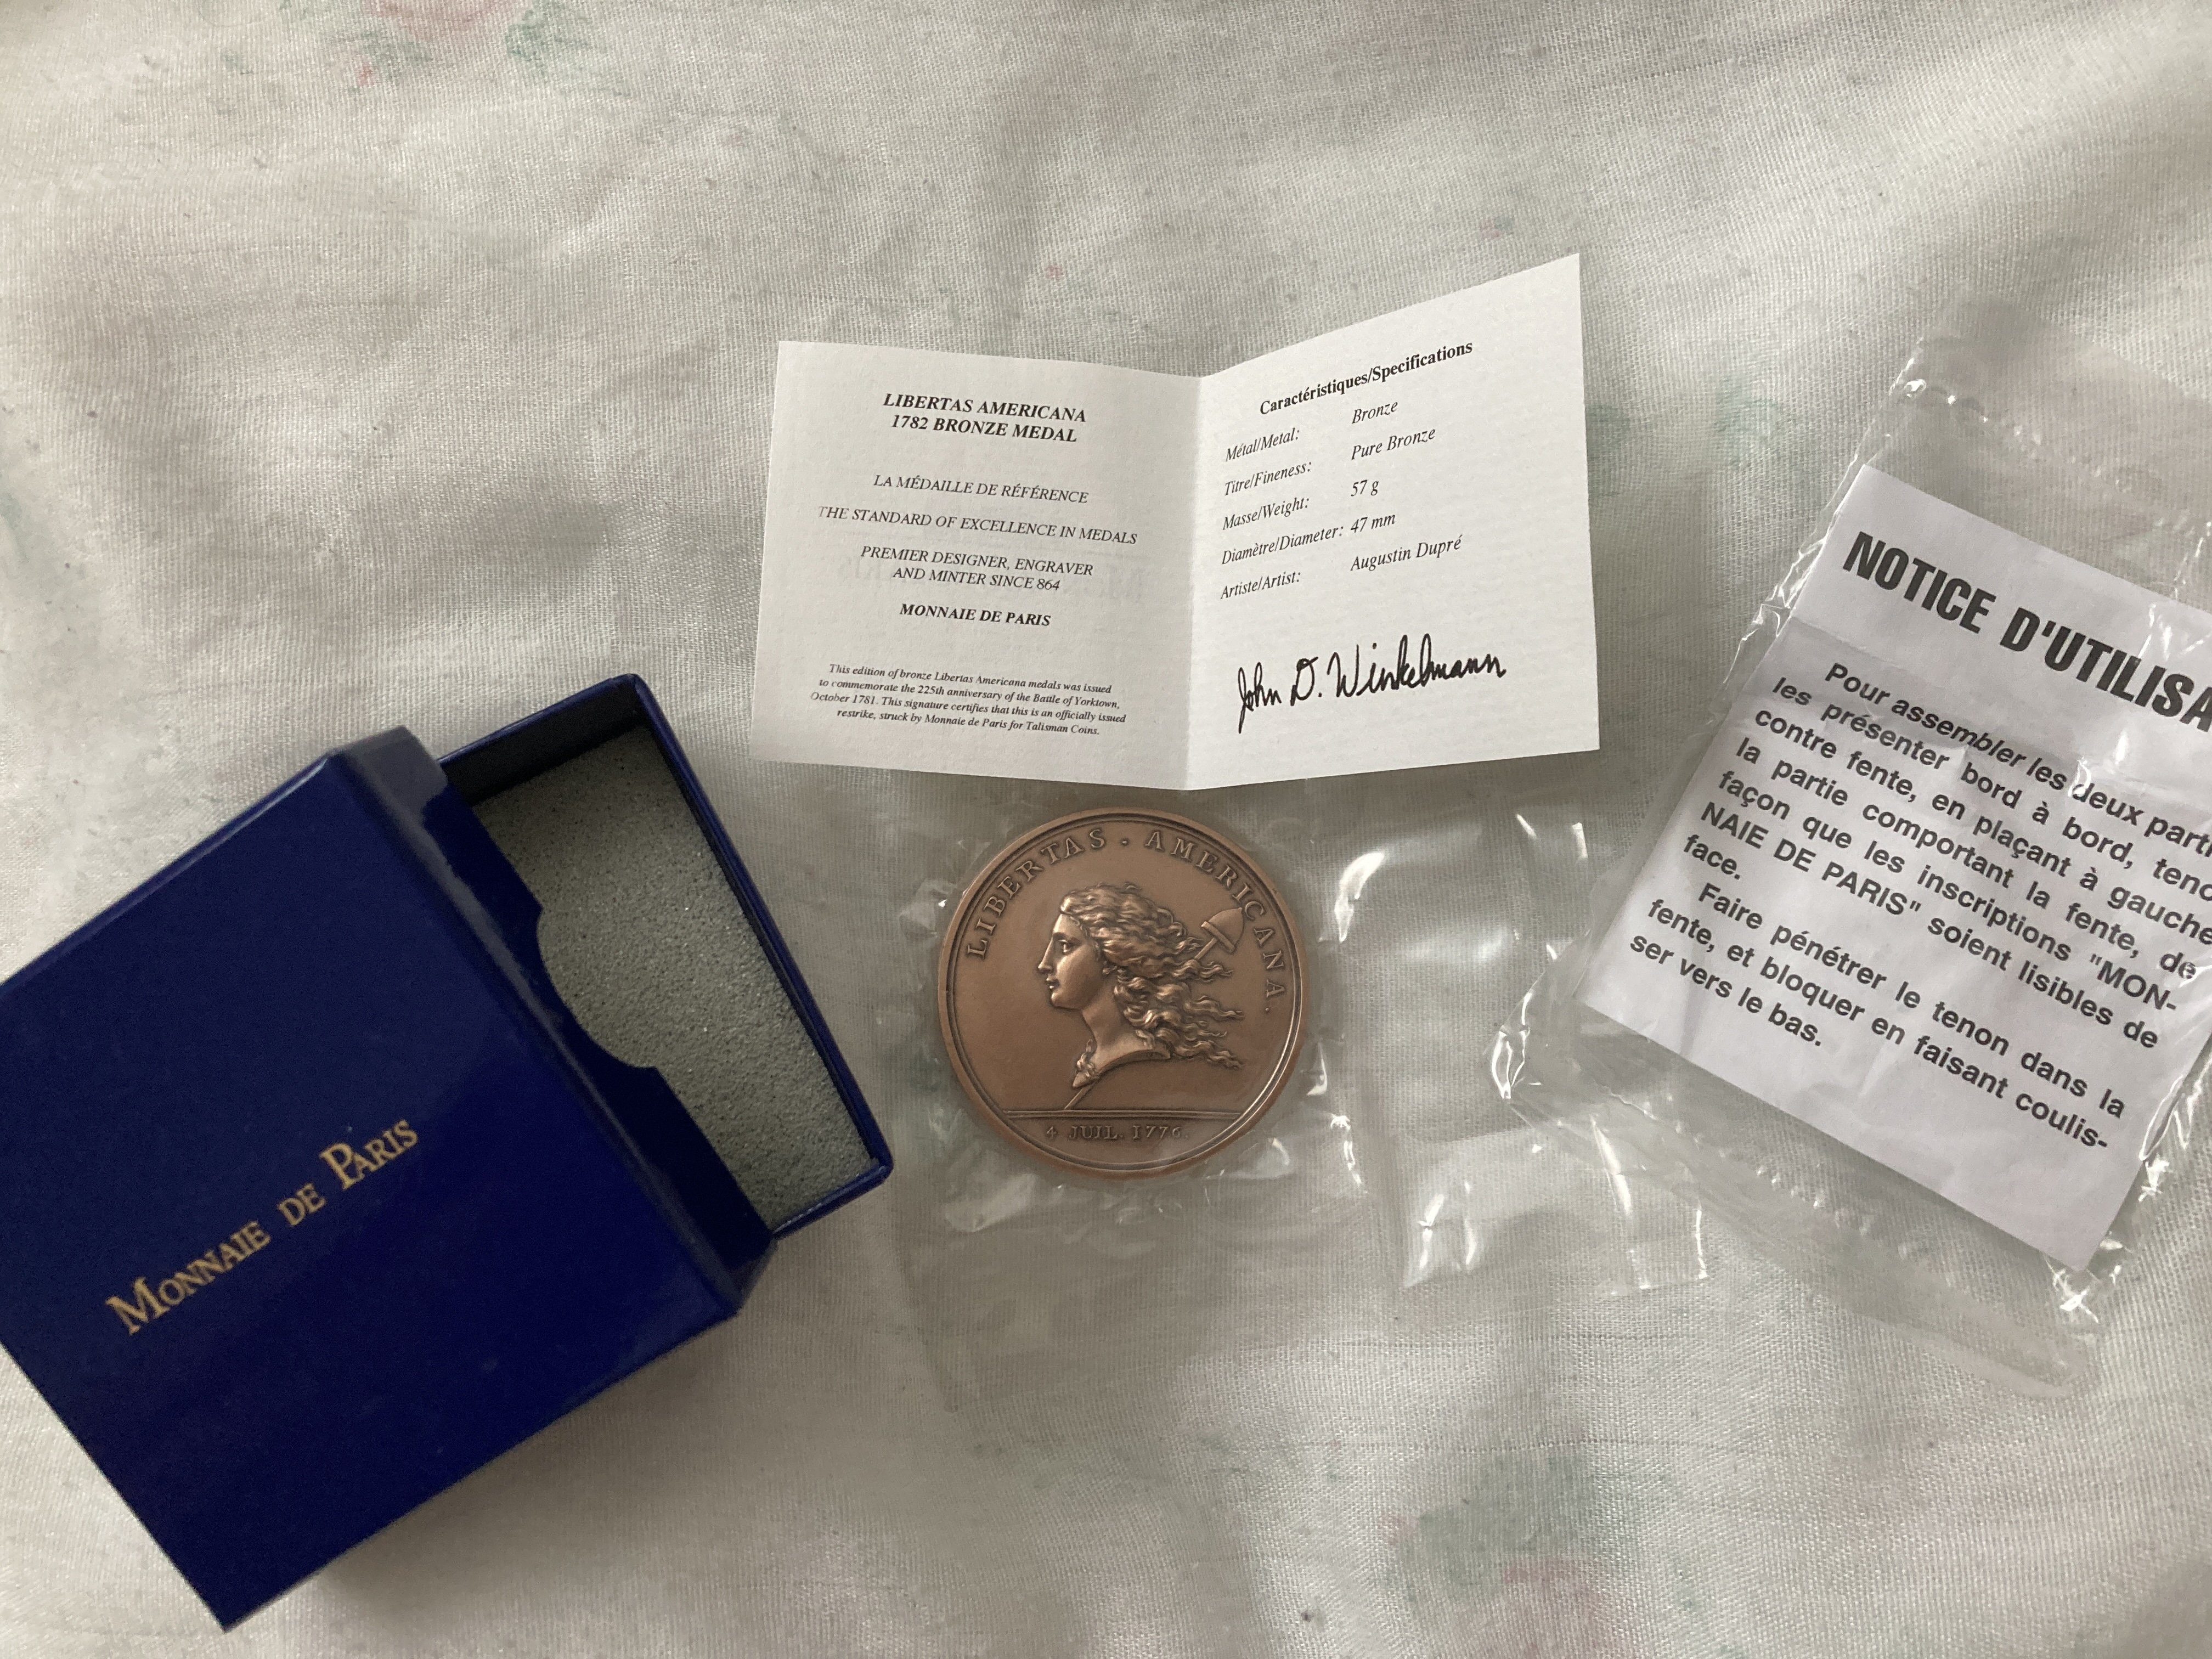 LIBERTAS AMERICANA
1782 BRONZE MEDAL
LA MÉDAILLE DE RÉFÉRENCE
THE STANDARD OF EXCELLENCE IN MEDALS
PREMIER DESIGNER, ENGRAVER
AND MINTER SINCE 864
MONNAIE DE PARIS
This edition of bronze Libertas Americana medals was issued
to commemorate the 225th anniversary of the Battle of Yorktown,
October 1781. This signature certifies that this is an officially issued
restrike, struck by Monnaie de Paris for Talisman Coins.
Caractéristiques/Specifications
Métal/Metal: Bronze
Titre/Fineness: Pure Bronze
Masse/Weight: 57 g
Diamètre/Diameter: 47 mm
Artiste/Artist: Augustin Dupré
John D. Winkelmann
LIBERTAS . AMERICANA.
4 JUIL. 1776.
MONNAIE DE PARIS
NOTICE D'UTILISA
Pour assembler les deux parti
les présenter bord à bord, teno
contre fente, en plaçant à gauche
la partie comportant la fente, de
façon que les inscriptions "MON-
NAIE DE PARIS" soient lisibles de
face.
Faire pénétrer le tenon dans la
fente, et bloquer en faisant coulis-
ser vers le bas.